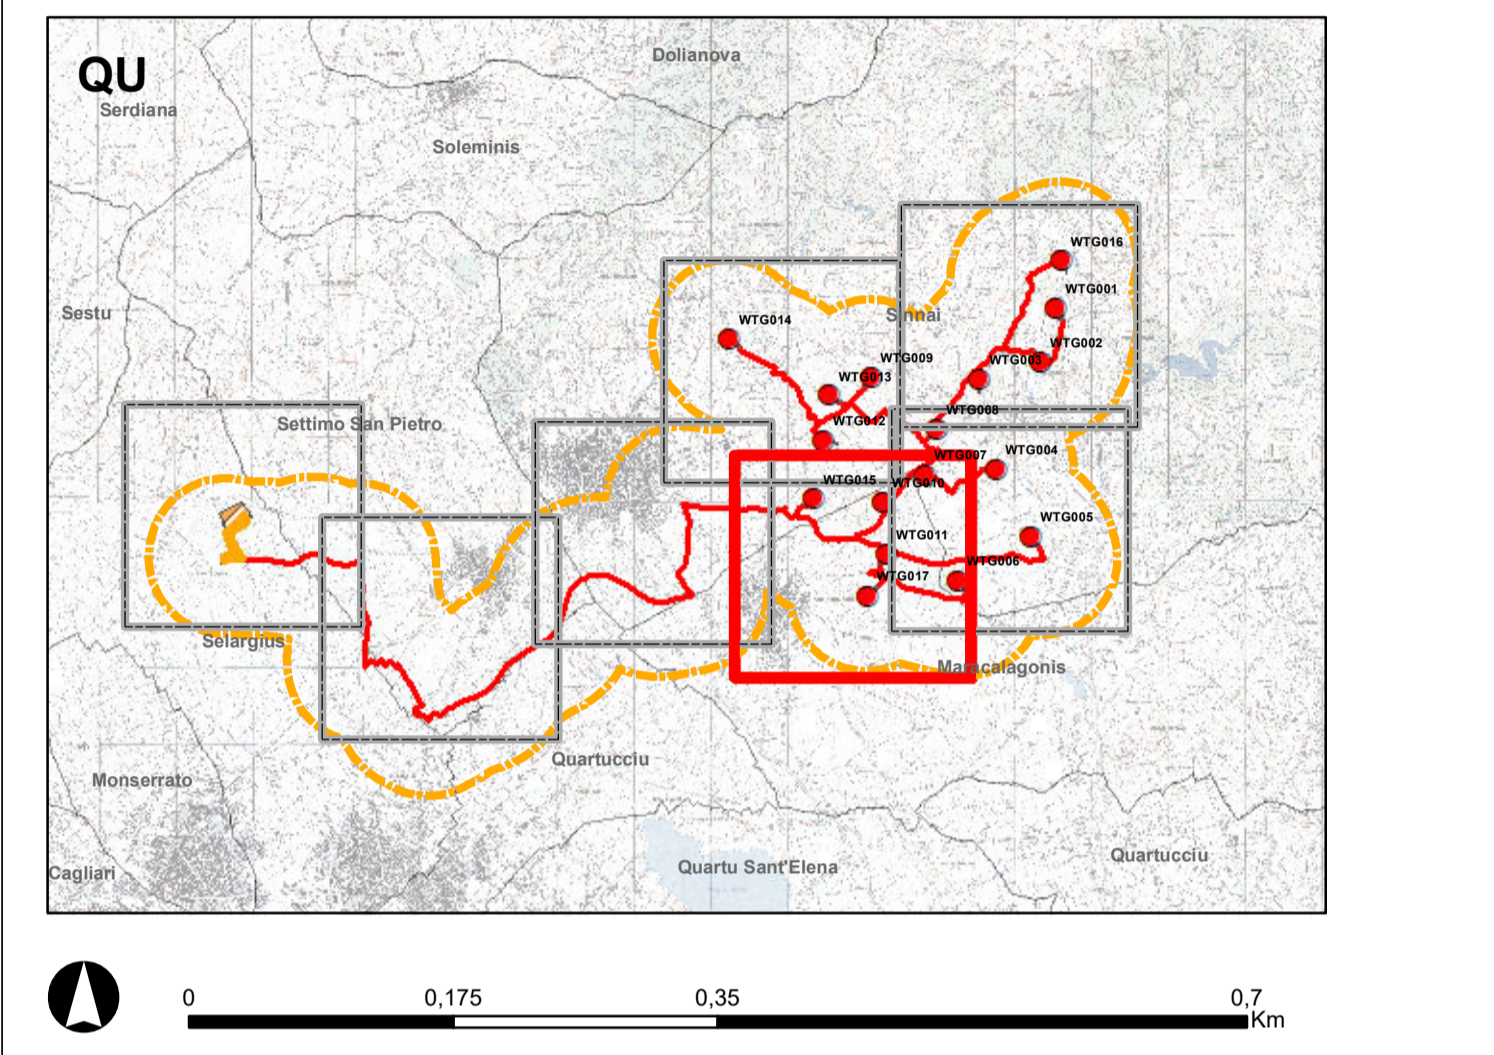 QU
Dolianova
Serdiana
Soleminis
WTG016
WTG001
Sestu
Sinnai
WTG014
WTG002
WTG009
WTG003
WTG013
WTG008
Settimo San Pietro
WTG012
WTG004
WTG007
WTG015
WTG010
WTG005
WTG011
WTG006
WTG017
Selargius
Maracalagonis
Quartucciu
Monserrato
Quartucciu
Quartu Sant'Elena
Cagliari
0
0,175
0,35
0,7
Km